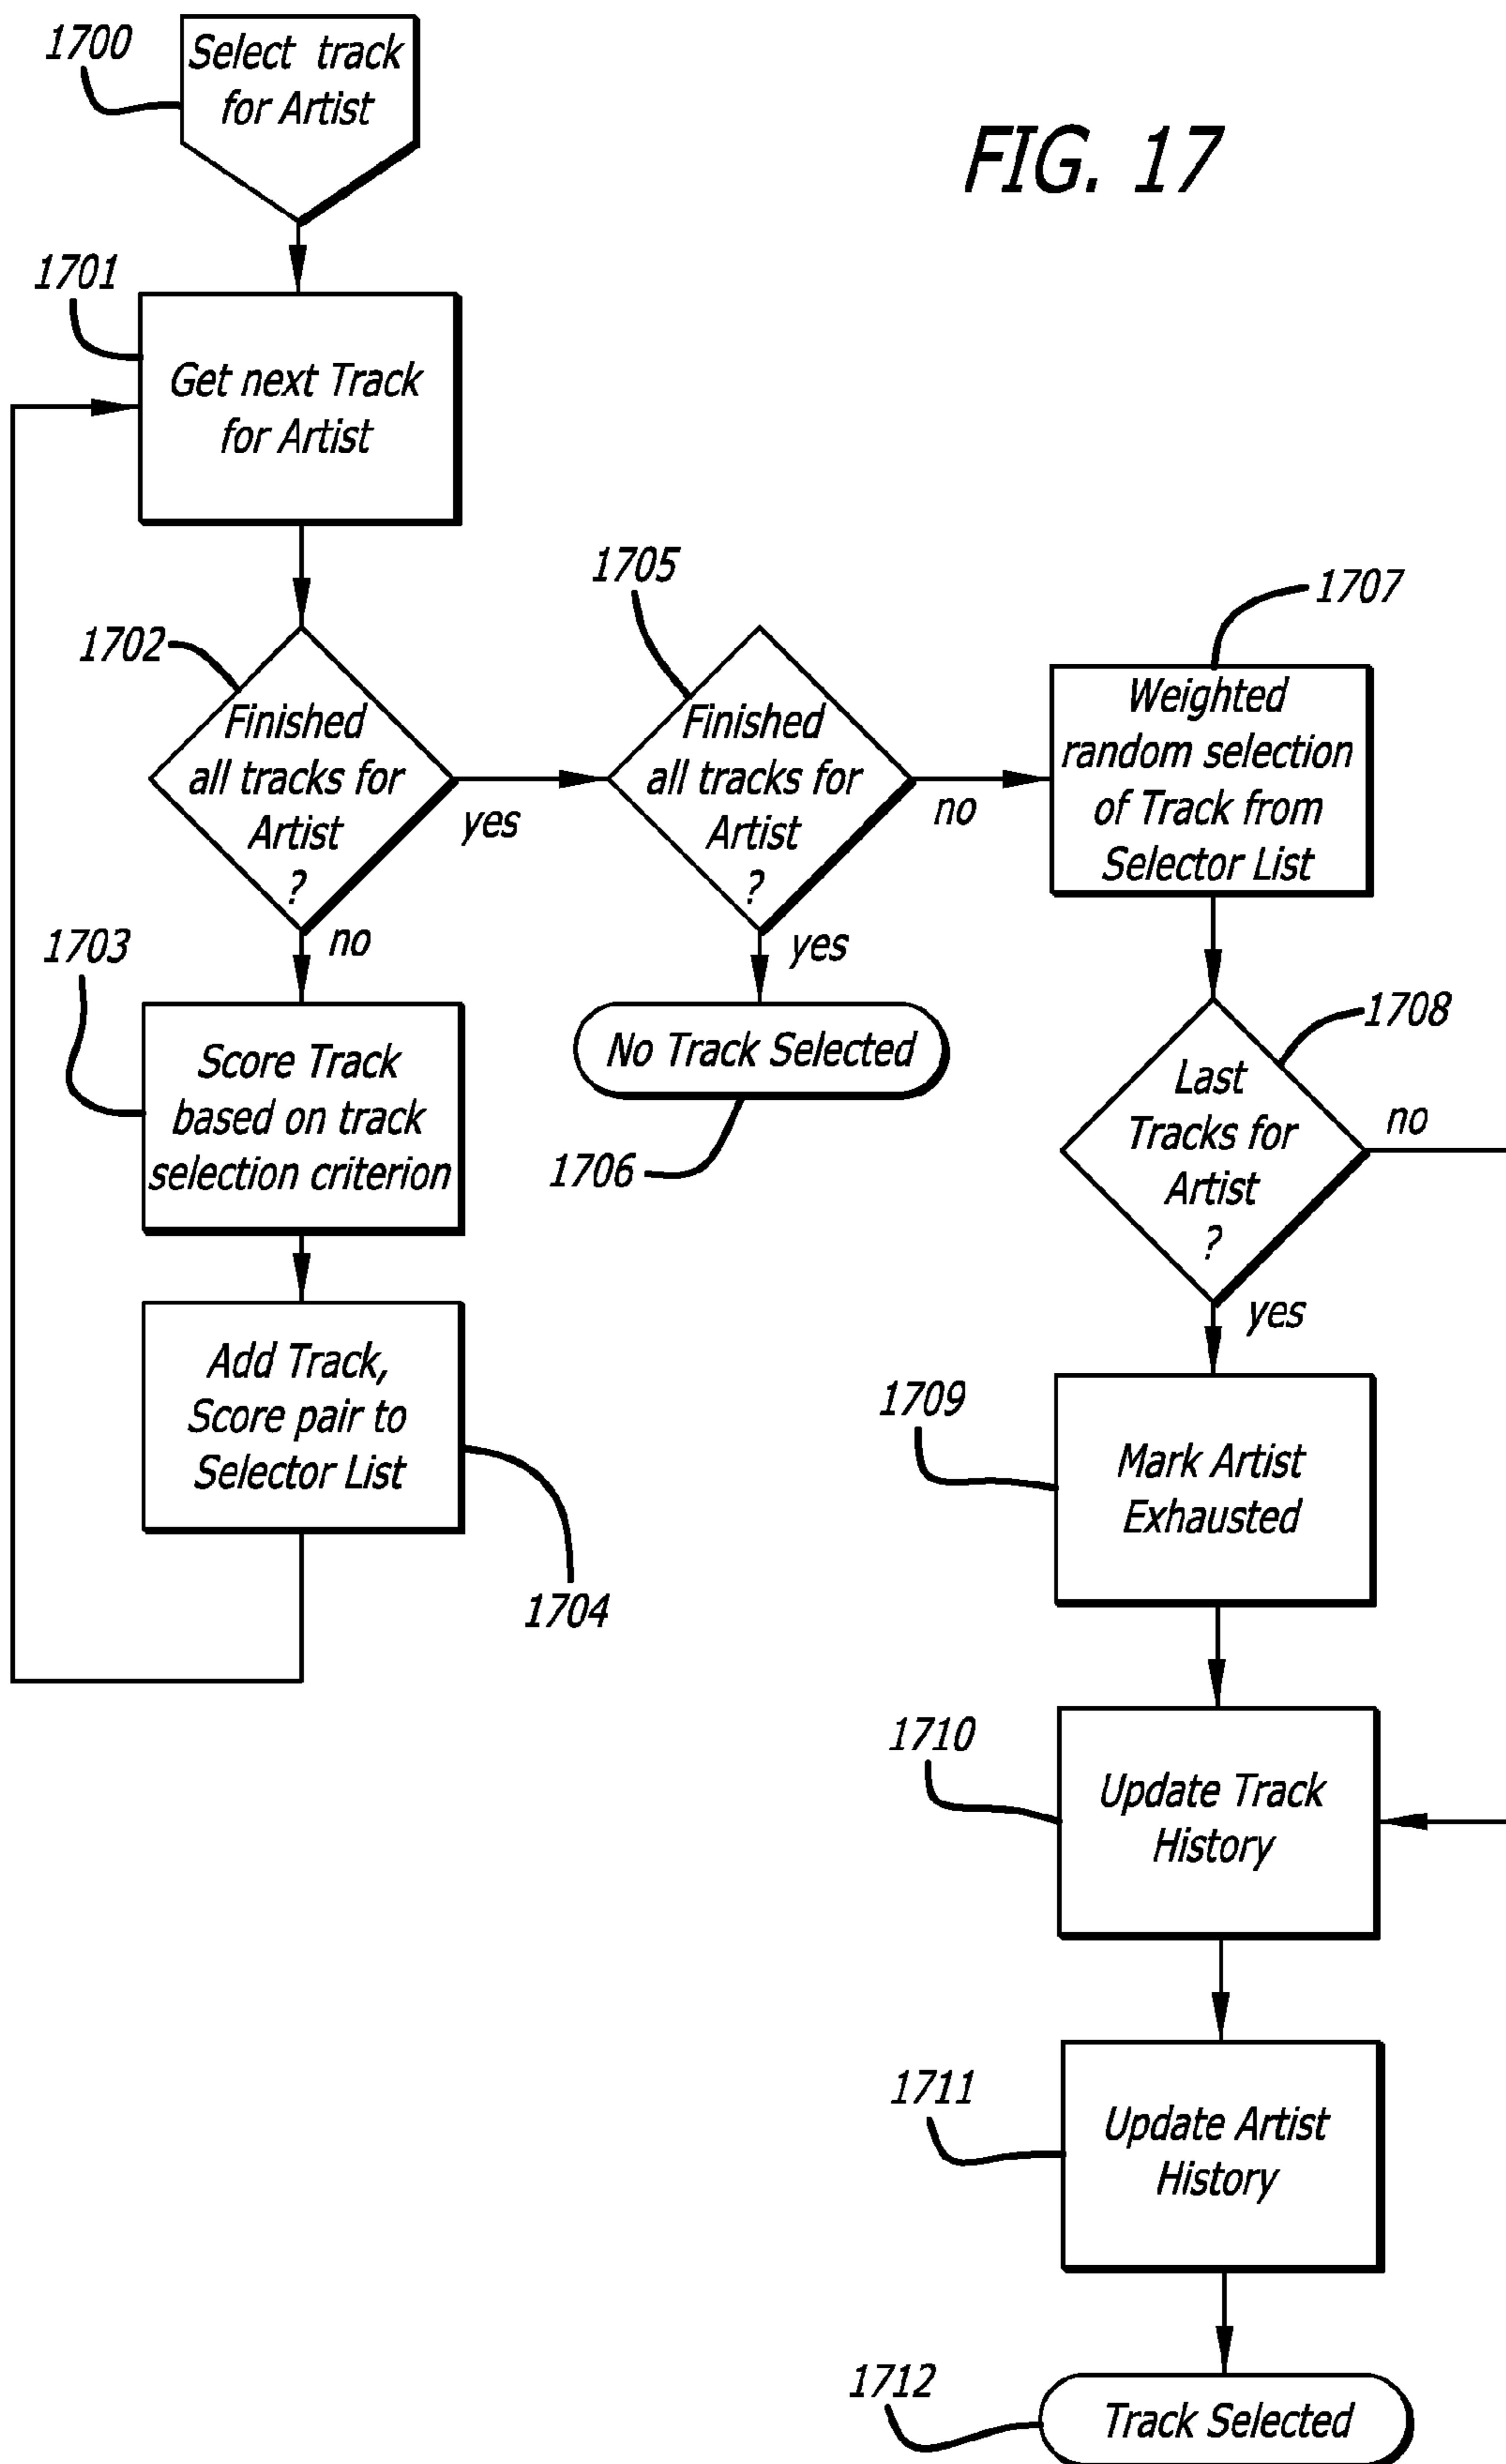 1700
Select track
for Artist
FIG. 17
1701
Get next Track
for Artist
1702
Finished
all tracks for
Artist
?
yes
no
1705
Finished
all tracks for
Artist
?
no
yes
1707
Weighted
random selection
of Track from
Selector List
1703
Score Track
based on track
selection criterion
No Track Selected
1706
1708
Last
Tracks for
Artist
?
no
yes
Add Track,
Score pair to
Selector List
1704
1709
Mark Artist
Exhausted
1710
Update Track
History
1711
Update Artist
History
1712
Track Selected